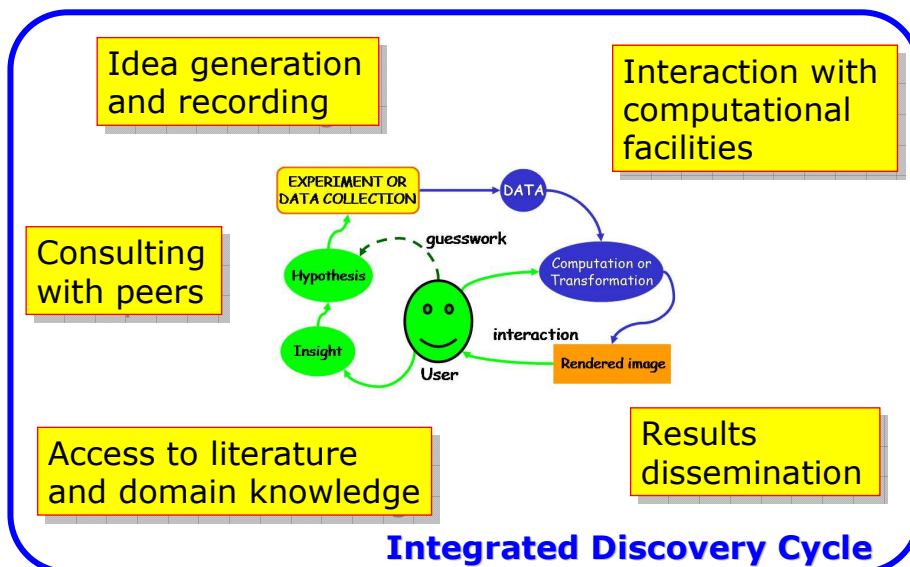 Idea generation
and recording
Interaction with
computational
facilities
EXPERIMENT OR
DATA COLLECTION
DATA
guesswork
Consulting
with peers
Hypothesis
Computation or
Transformation
interaction
Insight
User
Rendered image
Access to literature
and domain knowledge
Results
dissemination
Integrated Discovery Cycle